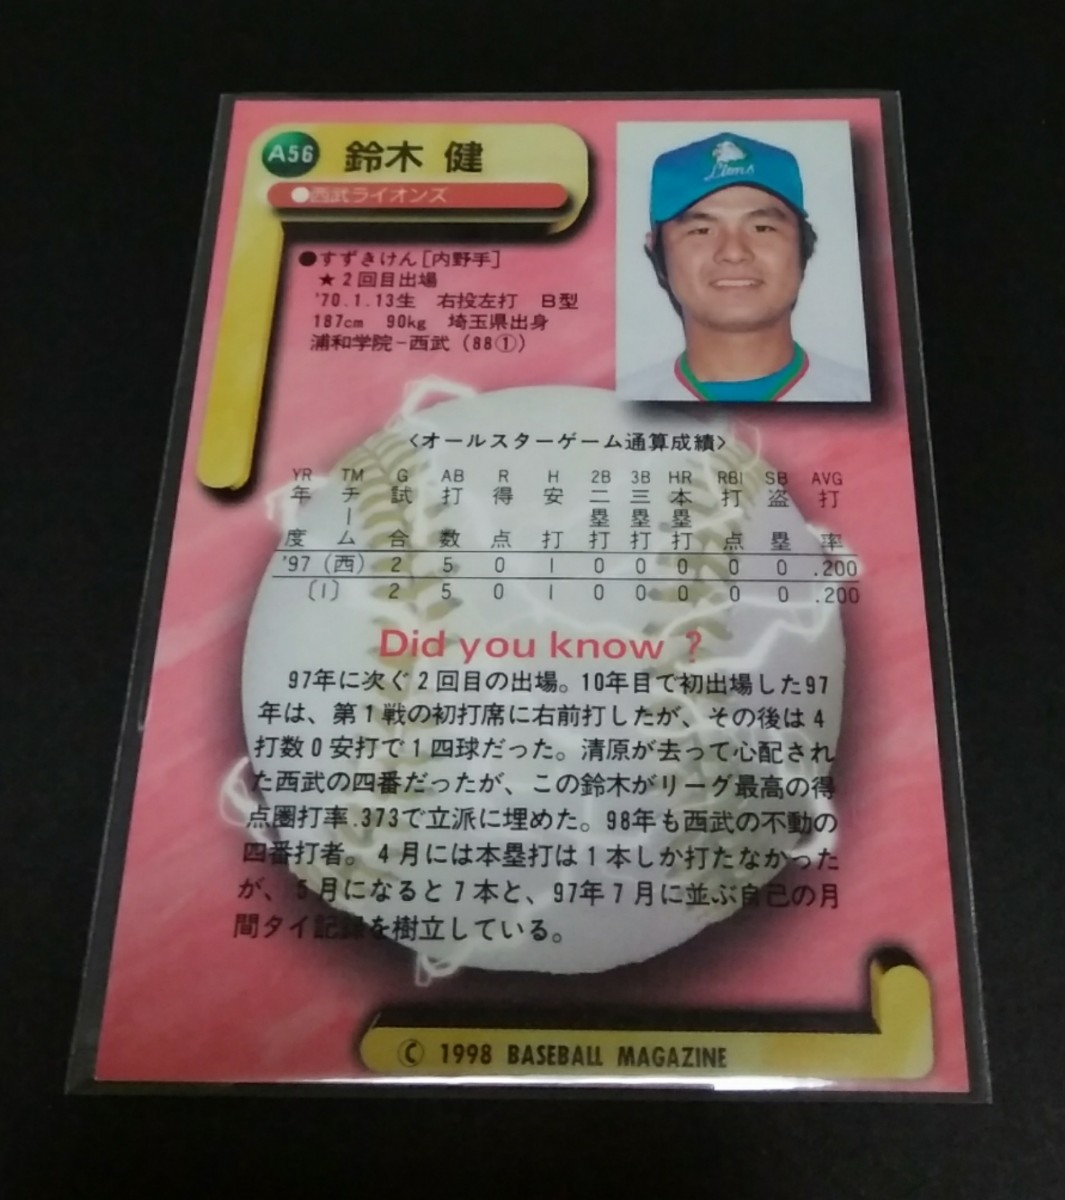 A56 鈴木 健
●西武ライオンズ
Lions
●すずきけん[内野手]
★2回目出場
'70.1.13生 右投左打 B型
187cm 90kg 埼玉県出身
浦和学院−西武(88①)
〈オールスターゲーム通算成績〉
YR TM G AB R H 2B 3B HR RBI SB AVG
年度 チーム 試合 打数 得点 安打 二塁打 三塁打 本塁打 打点 盗塁 打率
'97(西) 2 5 0 1 0 0 0 0 0 .200
〔1〕 2 5 0 1 0 0 0 0 0 .200
Did you know ?
97年に次ぐ2回目の出場。10年目で初出場した97
年は、第1戦の初打席に右前打したが、その後は4
打数0安打で1四球だった。清原が去って心配され
た西武の四番だったが、この鈴木がリーグ最高の得
点圏打率.373で立派に埋めた。98年も西武の不動の
四番打者。4月には本塁打は1本しか打たなかった
が、5月になると7本と、97年7月に並ぶ自己の月
間タイ記録を樹立している。
© 1998 BASEBALL MAGAZINE